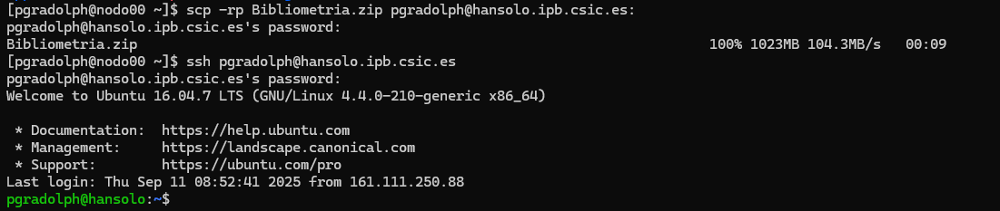 [pgradolph@nodo00 ~]$ scp -rp Bibliometria.zip pgradolph@hansolo.ipb.csic.es:
pgradolph@hansolo.ipb.csic.es's password:
Bibliometria.zip 100% 1023MB 104.3MB/s 00:09
[pgradolph@nodo00 ~]$ ssh pgradolph@hansolo.ipb.csic.es
pgradolph@hansolo.ipb.csic.es's password:
Welcome to Ubuntu 16.04.7 LTS (GNU/Linux 4.4.0-210-generic x86_64)
* Documentation: https://help.ubuntu.com
* Management: https://landscape.canonical.com
* Support: https://ubuntu.com/pro
Last login: Thu Sep 11 08:52:41 2025 from 161.111.250.88
pgradolph@hansolo:~$